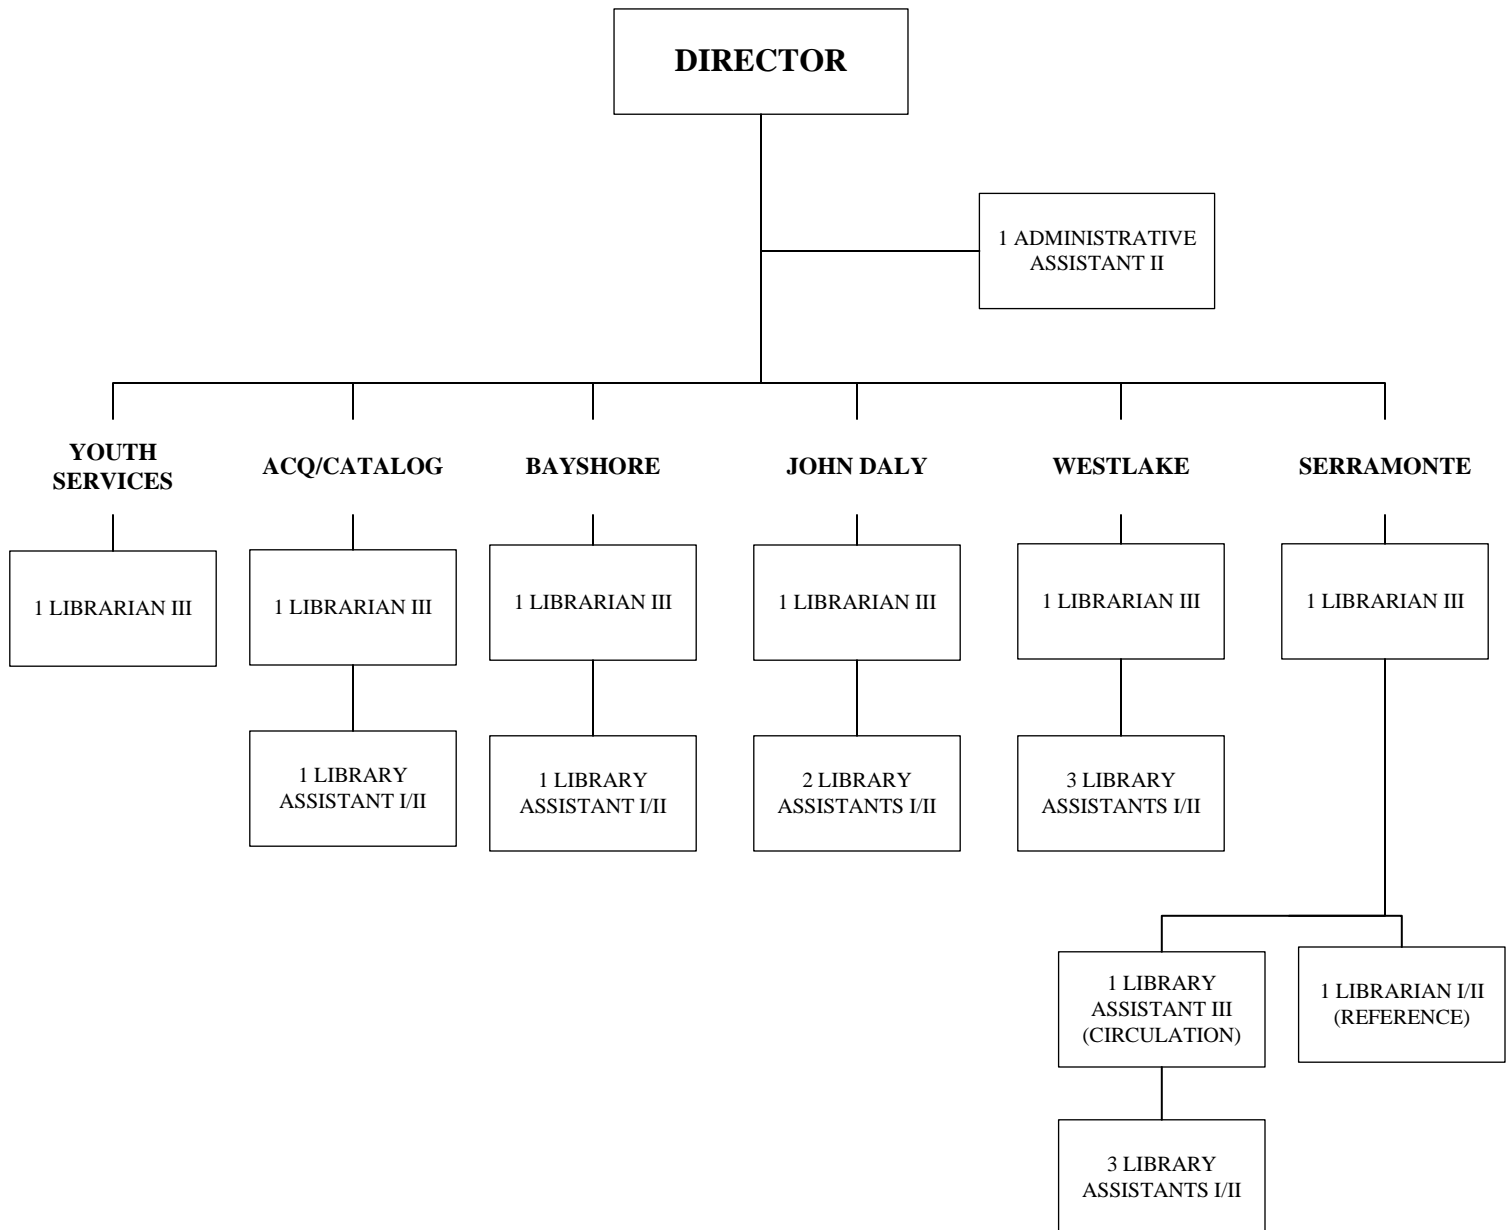 DIRECTOR
1 ADMINISTRATIVE
ASSISTANT II
YOUTH
SERVICES
ACQ/CATALOG
BAYSHORE
JOHN DALY
WESTLAKE
SERRAMONTE
1 LIBRARIAN III
1 LIBRARIAN III
1 LIBRARIAN III
1 LIBRARIAN III
1 LIBRARIAN III
1 LIBRARIAN III
1 LIBRARY
ASSISTANT I/II
1 LIBRARY
ASSISTANT I/II
2 LIBRARY
ASSISTANTS I/II
3 LIBRARY
ASSISTANTS I/II
1 LIBRARY
ASSISTANT III
(CIRCULATION)
1 LIBRARIAN I/II
(REFERENCE)
3 LIBRARY
ASSISTANTS I/II